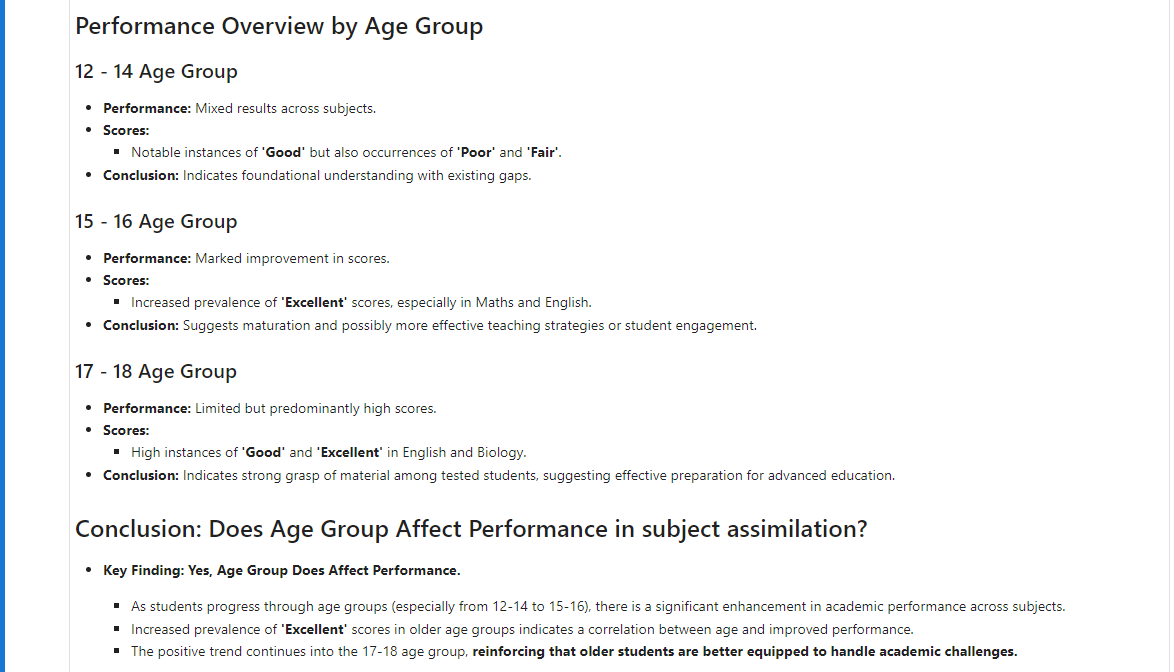 Performance Overview by Age Group
12 - 14 Age Group
• Performance: Mixed results across subjects.
• Scores:
▪ Notable instances of 'Good' but also occurrences of 'Poor' and 'Fair'.
• Conclusion: Indicates foundational understanding with existing gaps.
15 - 16 Age Group
• Performance: Marked improvement in scores.
• Scores:
▪ Increased prevalence of 'Excellent' scores, especially in Maths and English.
• Conclusion: Suggests maturation and possibly more effective teaching strategies or student engagement.
17 - 18 Age Group
• Performance: Limited but predominantly high scores.
• Scores:
▪ High instances of 'Good' and 'Excellent' in English and Biology.
• Conclusion: Indicates strong grasp of material among tested students, suggesting effective preparation for advanced education.
Conclusion: Does Age Group Affect Performance in subject assimilation?
• Key Finding: Yes, Age Group Does Affect Performance.
▪ As students progress through age groups (especially from 12-14 to 15-16), there is a significant enhancement in academic performance across subjects.
▪ Increased prevalence of 'Excellent' scores in older age groups indicates a correlation between age and improved performance.
▪ The positive trend continues into the 17-18 age group, reinforcing that older students are better equipped to handle academic challenges.